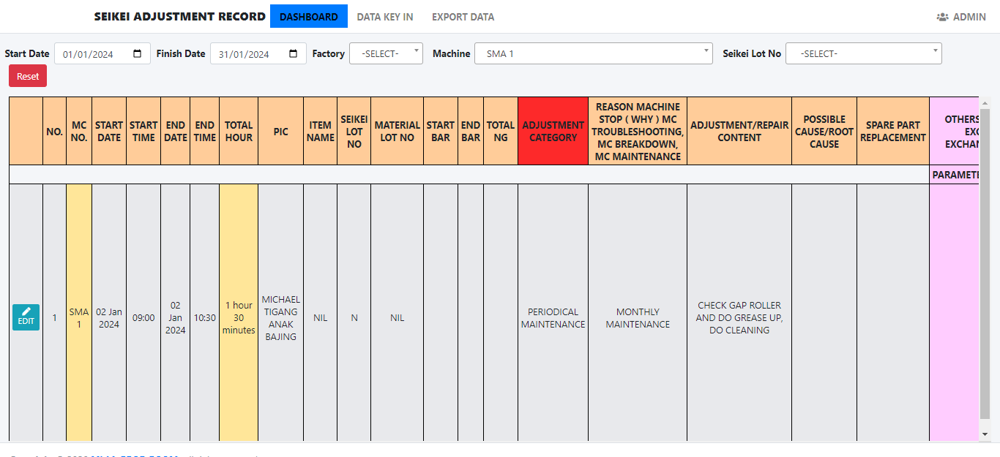 SEIKEI ADJUSTMENT RECORD DASHBOARD DATA KEY IN EXPORT DATA ADMIN
Start Date 01/01/2024 Finish Date 31/01/2024 Factory -SELECT- Machine SMA 1 Seikei Lot No -SELECT-
Reset
NO.
MC
NO.
START
DATE
START
TIME
END
DATE
END
TIME
TOTAL
HOUR
PIC
ITEM
NAME
SEIKEI
LOT
NO
MATERIAL
LOT NO
START
BAR
END
BAR
TOTAL
NG
ADJUSTMENT
CATEGORY
REASON MACHINE
STOP ( WHY ) MC
TROUBLESHOOTING,
MC BREAKDOWN,
MC MAINTENANCE
ADJUSTMENT/REPAIR
CONTENT
POSSIBLE
CAUSE/ROOT
CAUSE
SPARE PART
REPLACEMENT
OTHERS
EXC
EXCHAN
PARAMETE
EDIT
1
SMA
1
02 Jan
2024
09:00
02
Jan
2024
10:30
1 hour
30
minutes
MICHAEL
TIGANG
ANAK
BAJING
NIL
N
NIL
PERIODICAL
MAINTENANCE
MONTHLY
MAINTENANCE
CHECK GAP ROLLER
AND DO GREASE UP,
DO CLEANING